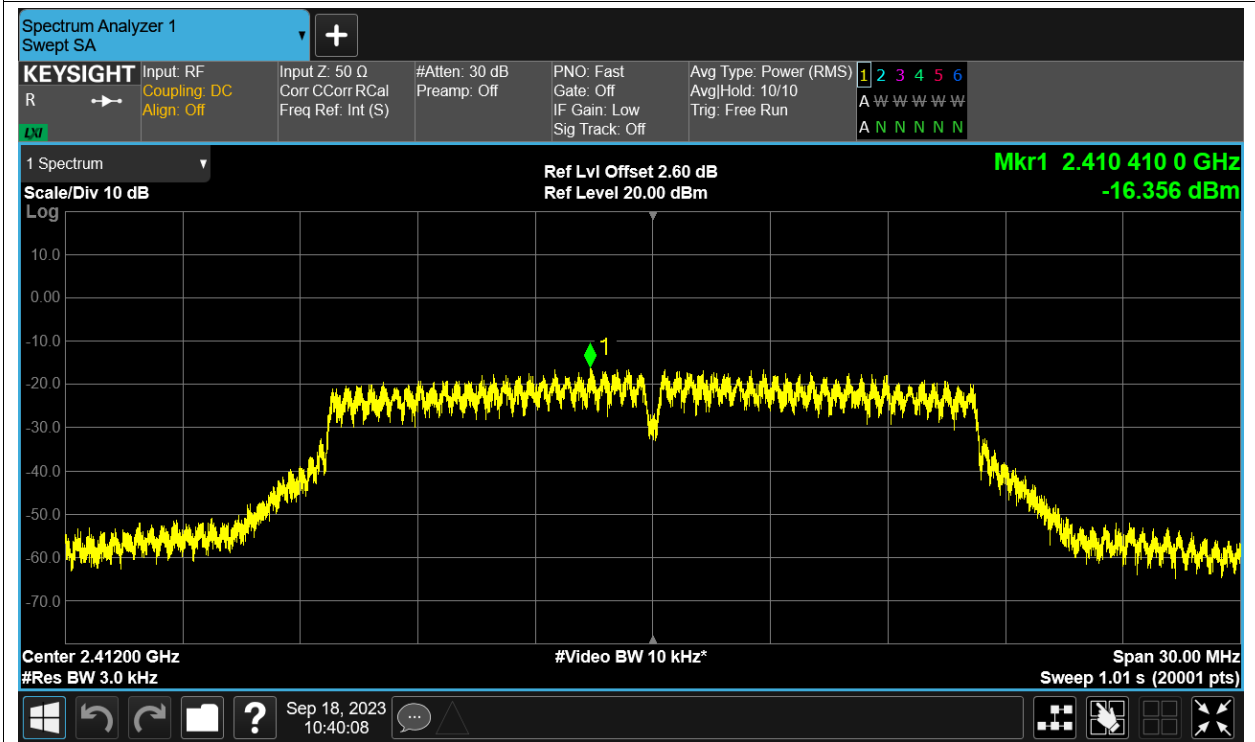 Spectrum Analyzer 1
Swept SA
+
KEYSIGHT
R
LXI
Input: RF
Coupling: DC
Align: Off
Input Z: 50 Ω
Corr CCorr RCal
Freq Ref: Int (S)
#Atten: 30 dB
Preamp: Off
PNO: Fast
Gate: Off
IF Gain: Low
Sig Track: Off
Avg Type: Power (RMS)
Avg|Hold: 10/10
Trig: Free Run
1 2 3 4 5 6
A W W W W W
A N N N N N
1 Spectrum
Scale/Div 10 dB
Log
Ref Lvl Offset 2.60 dB
Ref Level 20.00 dBm
Mkr1 2.410 410 0 GHz
-16.356 dBm
10.0
0.00
-10.0
1
-20.0
-30.0
-40.0
-50.0
-60.0
-70.0
Center 2.41200 GHz
#Res BW 3.0 kHz
#Video BW 10 kHz*
Span 30.00 MHz
Sweep 1.01 s (20001 pts)
?
Sep 18, 2023
10:40:08